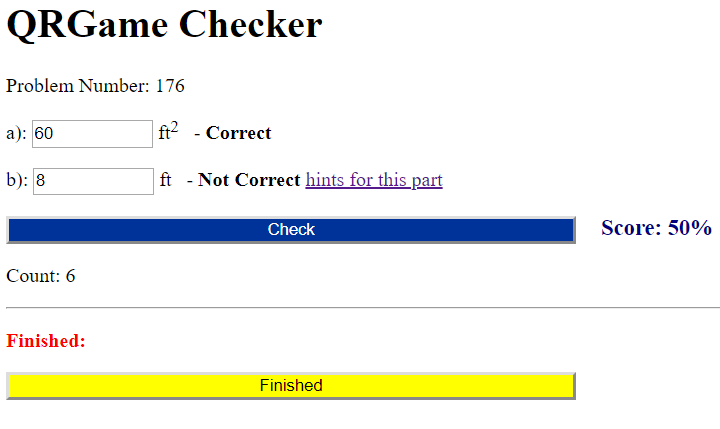 QRGame Checker
Problem Number: 176
a): 60 ft2 - Correct
b): 8 ft - Not Correct hints for this part
Check Score: 50%
Count: 6
Finished:
Finished